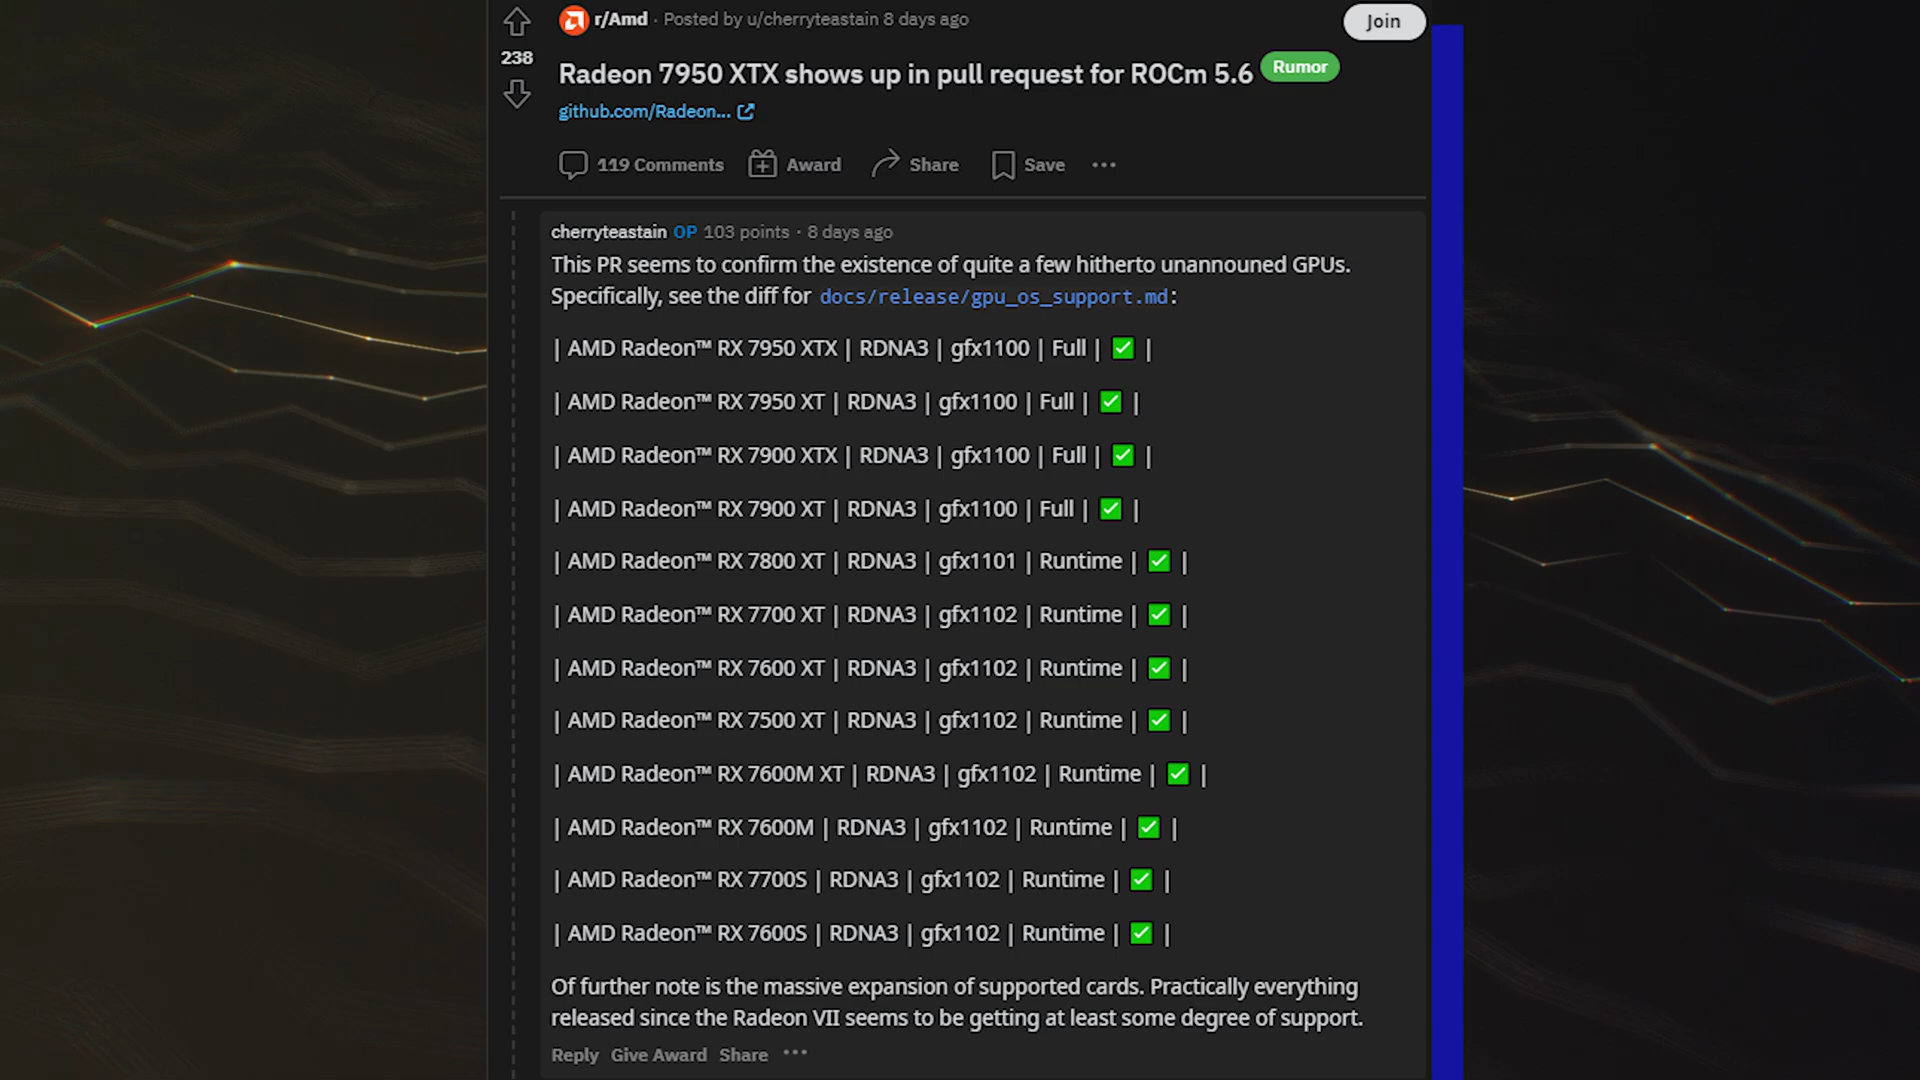 r/Amd · Posted by u/cherryteastain 8 days ago
Join
238
Radeon 7950 XTX shows up in pull request for ROCm 5.6 Rumor
github.com/Radeon...
119 Comments Award Share Save ···
cherryteastain OP 103 points · 8 days ago
This PR seems to confirm the existence of quite a few hitherto unannouned GPUs.
Specifically, see the diff for docs/release/gpu_os_support.md:
| AMD Radeon™ RX 7950 XTX | RDNA3 | gfx1100 | Full | ✅ |
| AMD Radeon™ RX 7950 XT | RDNA3 | gfx1100 | Full | ✅ |
| AMD Radeon™ RX 7900 XTX | RDNA3 | gfx1100 | Full | ✅ |
| AMD Radeon™ RX 7900 XT | RDNA3 | gfx1100 | Full | ✅ |
| AMD Radeon™ RX 7800 XT | RDNA3 | gfx1101 | Runtime | ✅ |
| AMD Radeon™ RX 7700 XT | RDNA3 | gfx1102 | Runtime | ✅ |
| AMD Radeon™ RX 7600 XT | RDNA3 | gfx1102 | Runtime | ✅ |
| AMD Radeon™ RX 7500 XT | RDNA3 | gfx1102 | Runtime | ✅ |
| AMD Radeon™ RX 7600M XT | RDNA3 | gfx1102 | Runtime | ✅ |
| AMD Radeon™ RX 7600M | RDNA3 | gfx1102 | Runtime | ✅ |
| AMD Radeon™ RX 7700S | RDNA3 | gfx1102 | Runtime | ✅ |
| AMD Radeon™ RX 7600S | RDNA3 | gfx1102 | Runtime | ✅ |
Of further note is the massive expansion of supported cards. Practically everything
released since the Radeon VII seems to be getting at least some degree of support.
Reply Give Award Share ···